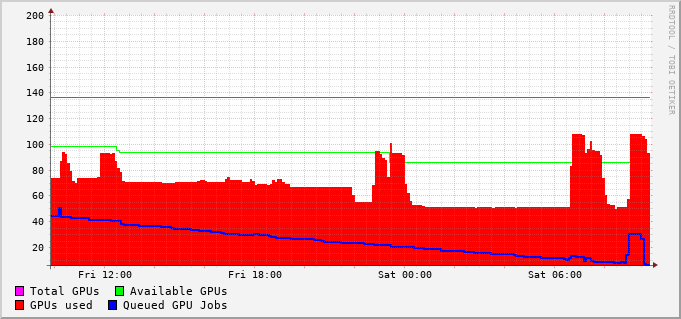 200
180
160
140
120
100
80
60
40
20
Fri 12:00 Fri 18:00 Sat 00:00 Sat 06:00
Total GPUs Available GPUs
GPUs used Queued GPU Jobs
RRDTOOL / TOBI OETIKER